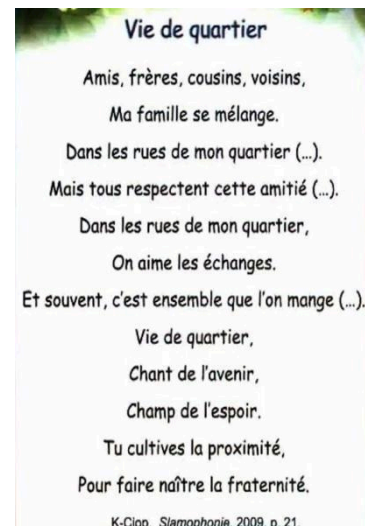 Vie de quartier
Amis, frères, cousins, voisins,
Ma famille se mélange.
Dans les rues de mon quartier (...).
Mais tous respectent cette amitié (...).
Dans les rues de mon quartier,
On aime les échanges.
Et souvent, c'est ensemble que l'on mange (...).
Vie de quartier,
Chant de l'avenir,
Champ de l'espoir.
Tu cultives la proximité,
Pour faire naître la fraternité.
K-Clop, Slamophonie, 2009, p. 21.